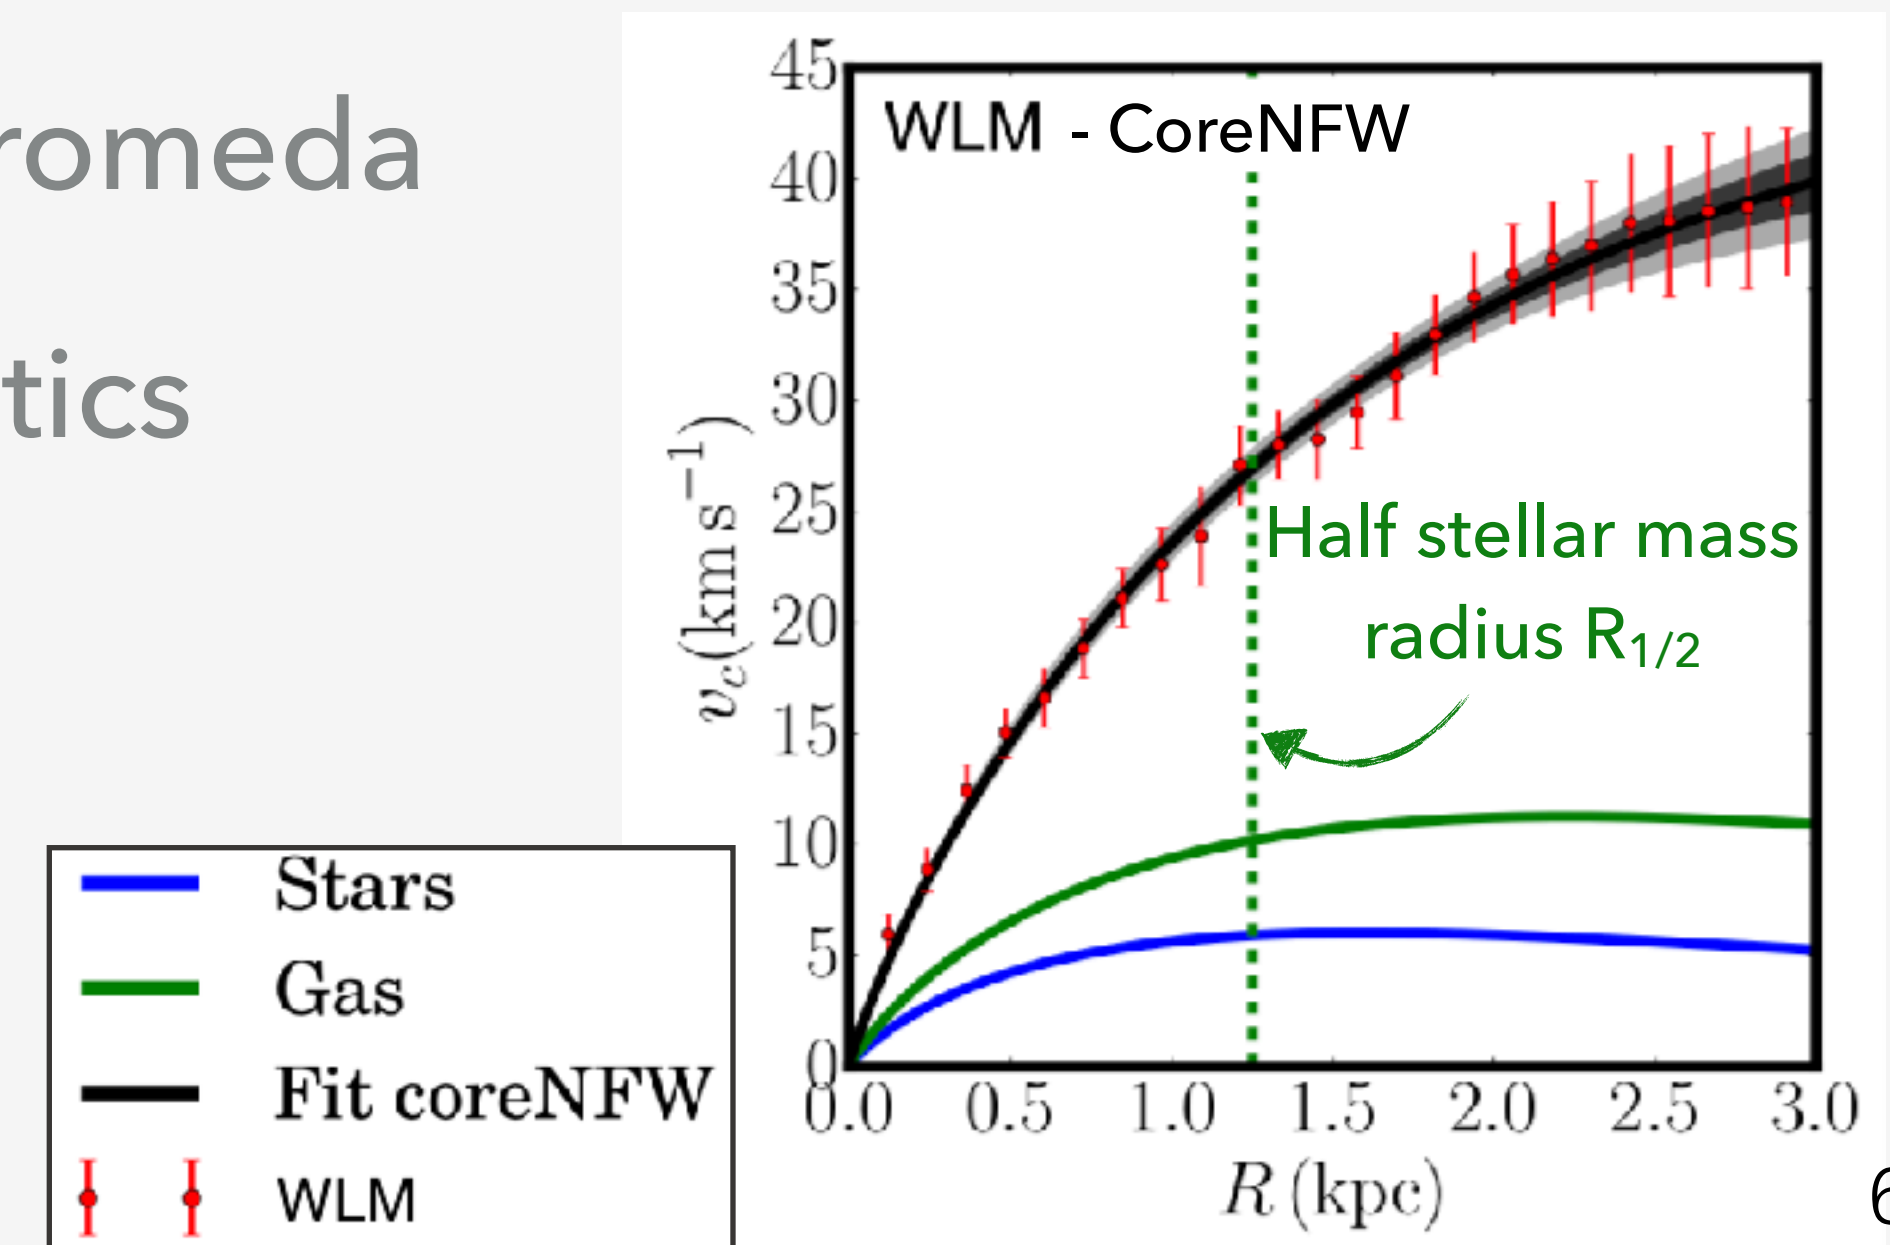 romeda
tics
WLM - CoreNFW
45
40
35
30
25
20
15
10
5
0
v_c(km s⁻¹)
Half stellar mass
radius R₁/₂
0.0 0.5 1.0 1.5 2.0 2.5 3.0
R (kpc)
Stars
Gas
Fit coreNFW
WLM
6